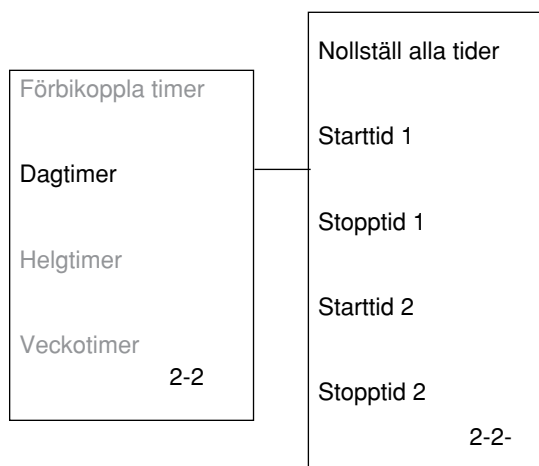 Förbikoppla timer
Dagtimer
Helgtimer
Veckotimer
2-2
Nollställ alla tider
Starttid 1
Stopptid 1
Starttid 2
Stopptid 2
2-2-